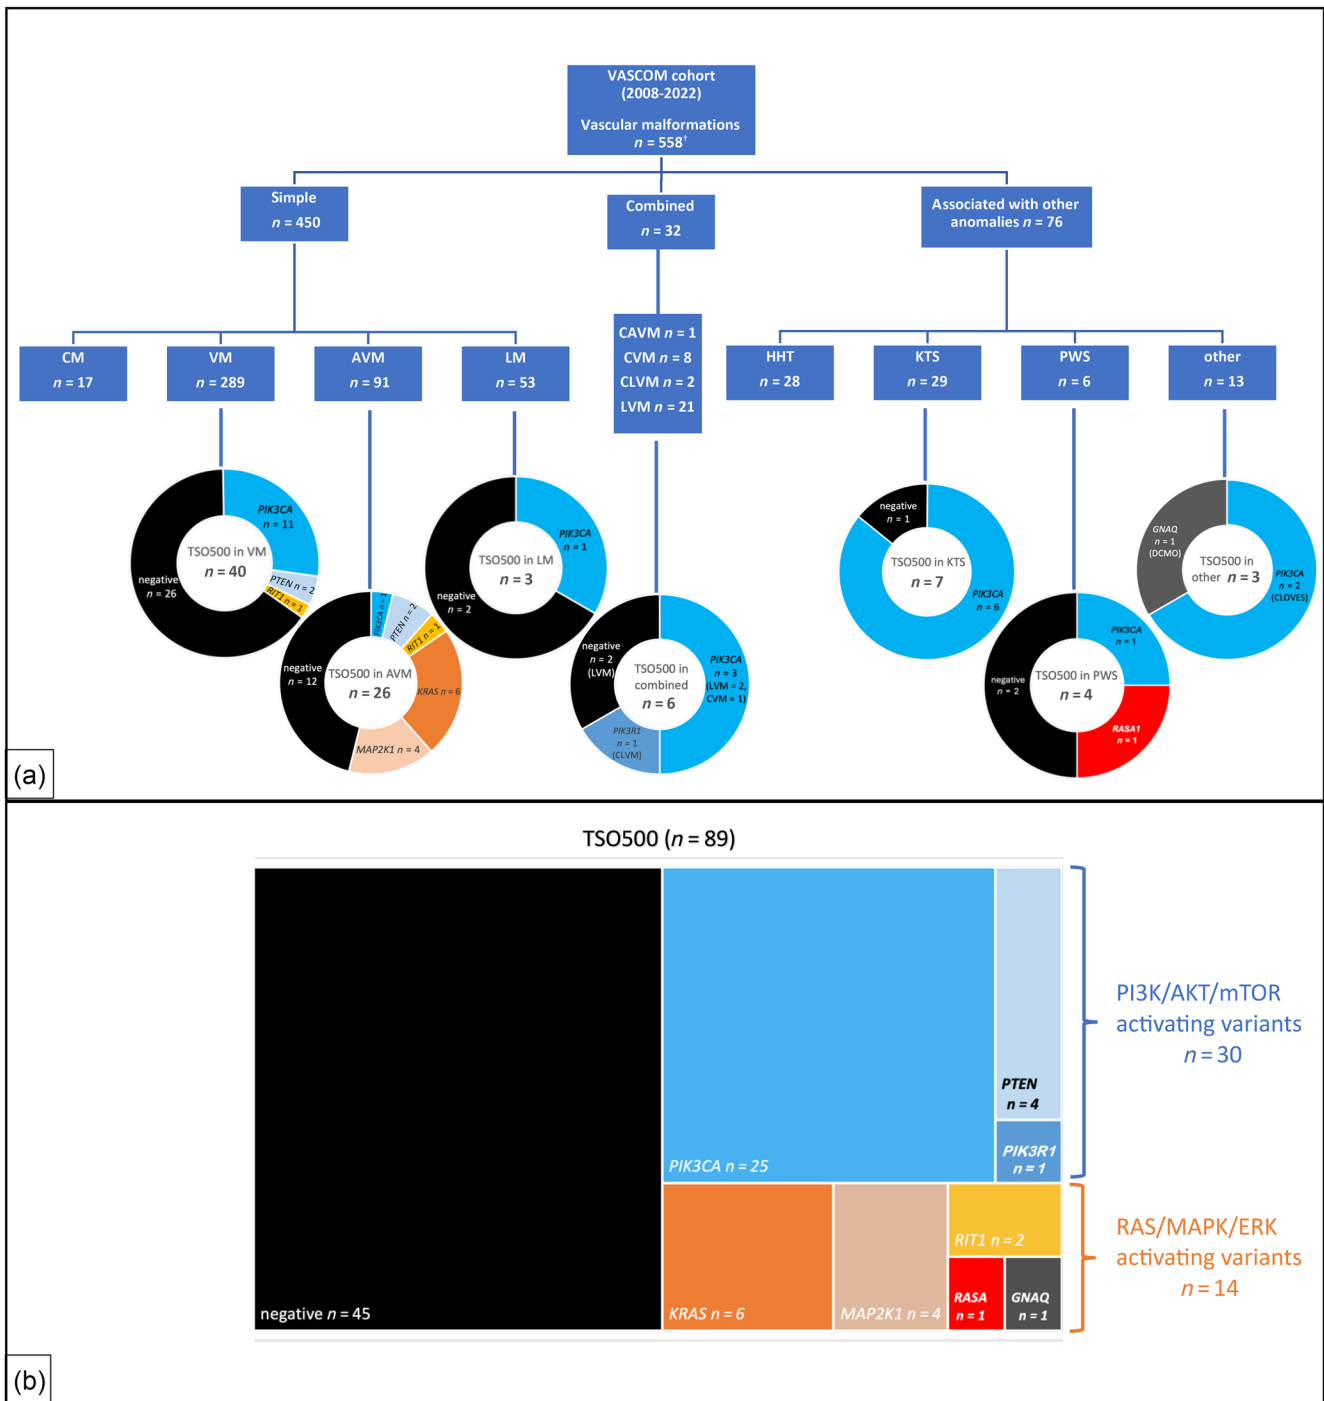 VASCOM cohort
(2008-2022)
Vascular malformations
n = 558†
Simple
n = 450
Combined
n = 32
Associated with other
anomalies n = 76
CM
n = 17
VM
n = 289
AVM
n = 91
LM
n = 53
CAVM n = 1
CVM n = 8
CLVM n = 2
LVM n = 21
HHT
n = 28
KTS
n = 29
PWS
n = 6
other
n = 13
PIK3CA
n = 11
PTEN n = 2
RIT1 n = 1
negative
n = 26
TSO500 in VM
n = 40
PIK3CA n = 1
PTEN n = 2
RIT1 n = 1
KRAS n = 6
MAP2K1 n = 4
negative
n = 12
TSO500 in AVM
n = 26
PIK3CA
n = 1
negative
n = 2
TSO500 in LM
n = 3
PIK3CA
n = 3
(LVM = 2,
CVM = 1)
PIK3R1
n = 1
(CLVM)
negative
n = 2
(LVM)
TSO500 in
combined
n = 6
negative
n = 1
PIK3CA
n = 6
TSO500 in KTS
n = 7
PIK3CA
n = 1
RASA1
n = 1
negative
n = 2
TSO500 in PWS
n = 4
GNAQ
n = 1
(DCMO)
PIK3CA
n = 2
(CLOVES)
TSO500 in
other n = 3
(a)
TSO500 (n = 89)
negative n = 45
PIK3CA n = 25
PTEN
n = 4
PIK3R1
n = 1
KRAS n = 6
MAP2K1 n = 4
RIT1 n = 2
RASA
n = 1
GNAQ
n = 1
PI3K/AKT/mTOR
activating variants
n = 30
RAS/MAPK/ERK
activating variants
n = 14
(b)